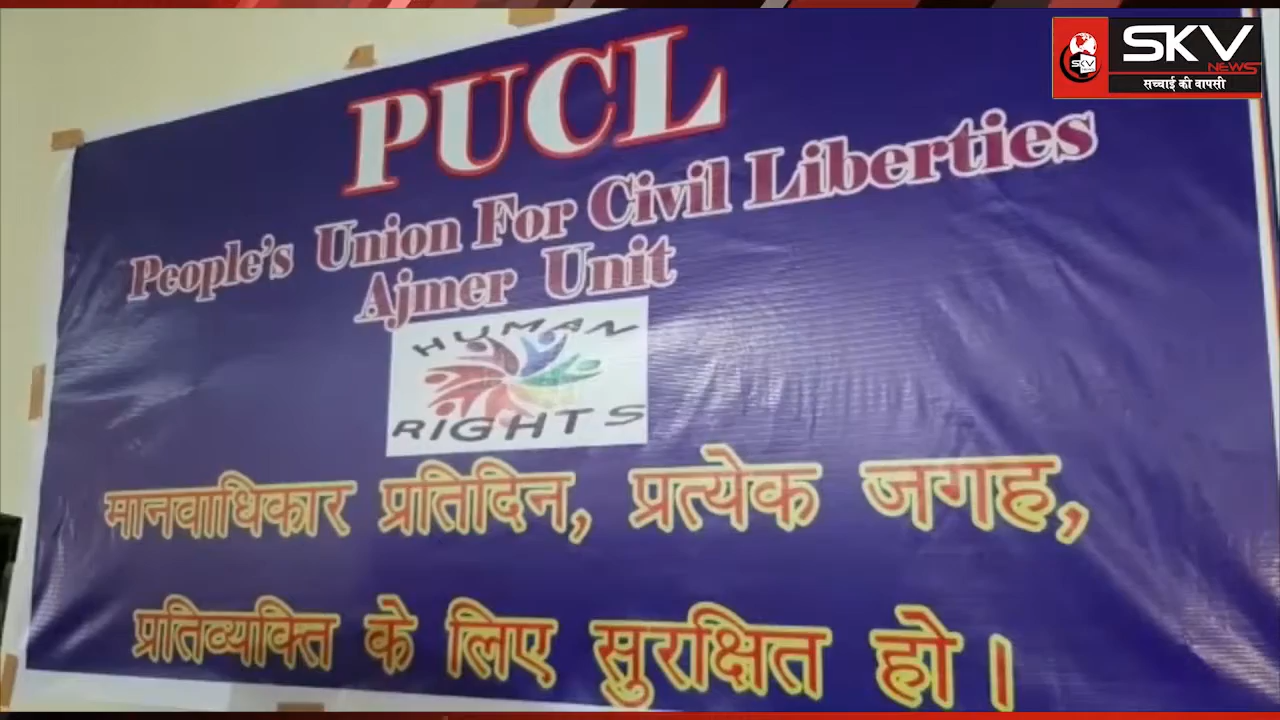 SKV
NEWS
SKV
सच्चाई की वापसी
PUCL
People's Union For Civil Liberties
Ajmer Unit
HUMAN
RIGHTS
मानवाधिकार प्रतिदिन, प्रत्येक जगह,
प्रतिव्यक्ति के लिए सुरक्षित हो।